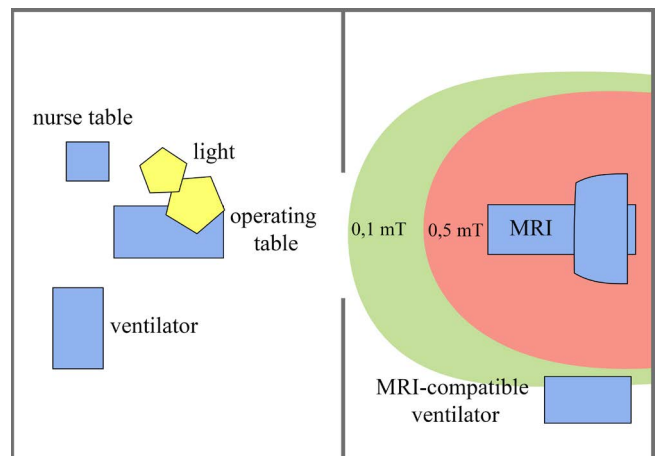 nurse table
light
operating
table
ventilator
0,1 mT
0,5 mT
MRI
MRI-compatible
ventilator